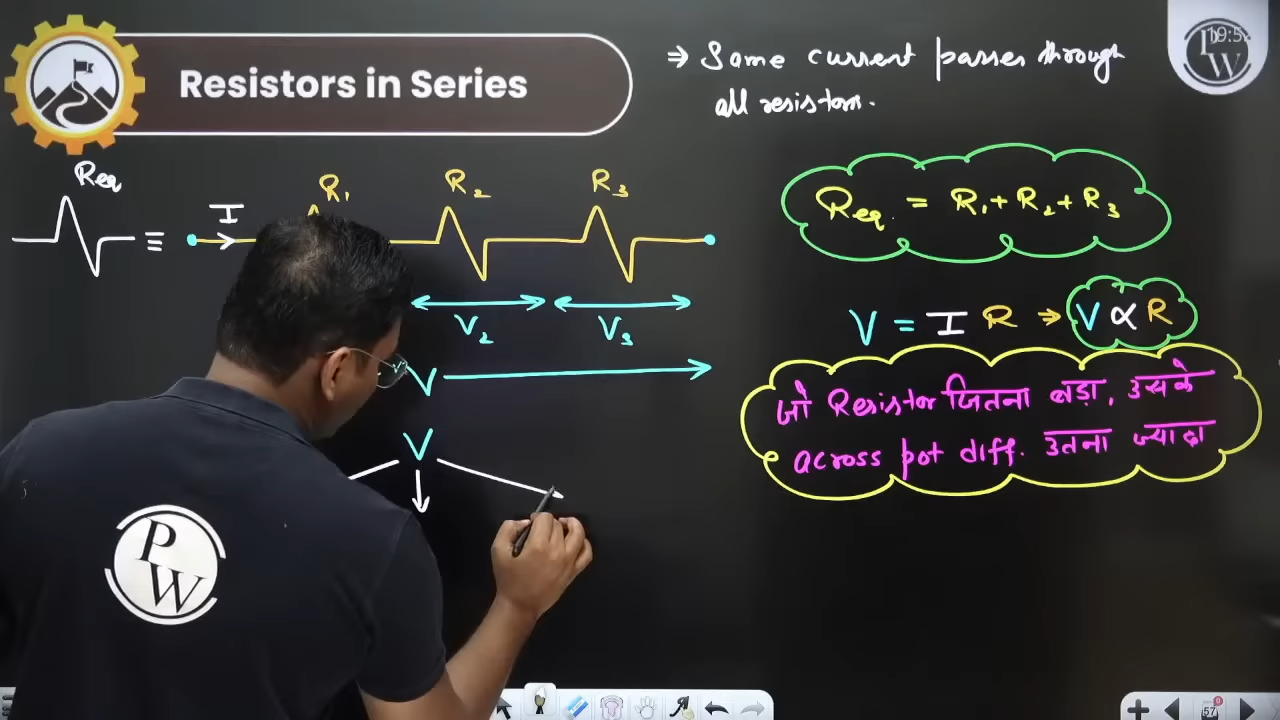 Resistors in Series
⇒ Same current passes through
all resistors.
Req ≡ I R₁ R₂ R₃
Req. = R₁ + R₂ + R₃
V₂ V₃
V = I R ⇒ V ∝ R
V
जो Resistor जितना बड़ा, उसके
across pot diff. उतना ज्यादा
V
P
W
57